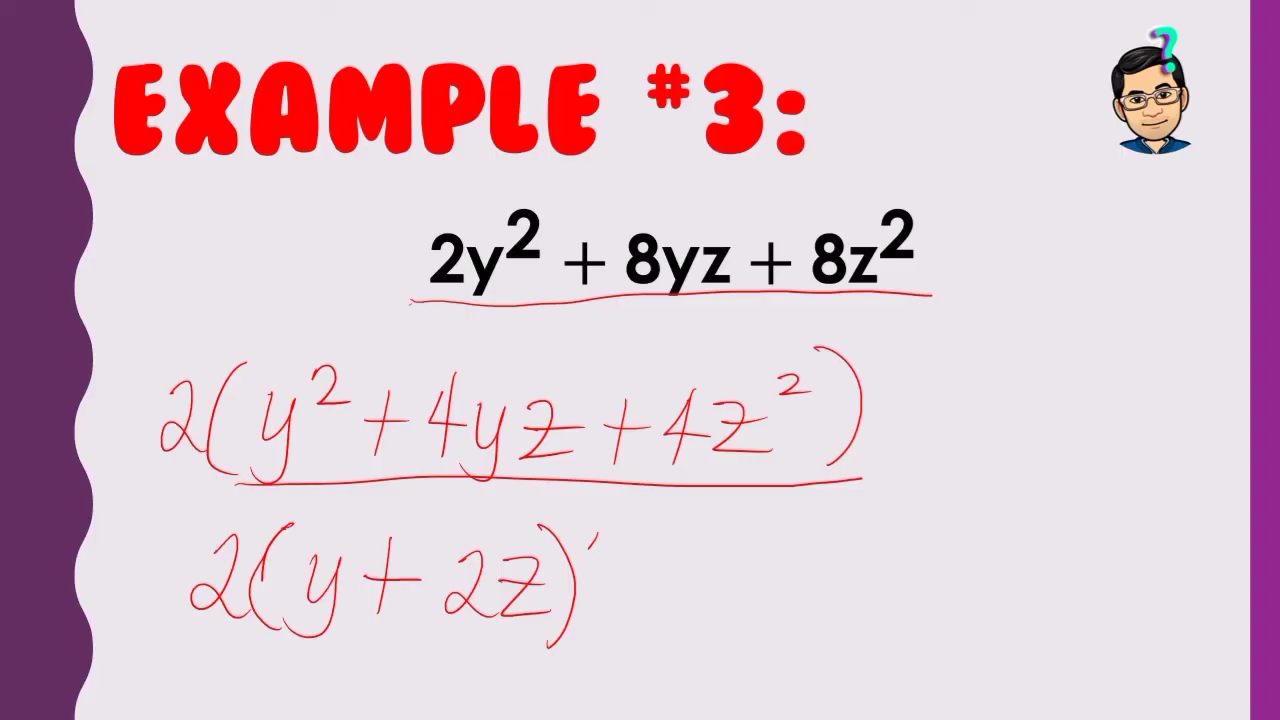 EXAMPLE #3:
?
2y² + 8yz + 8z²
2(y² + 4yz + 4z²)
2(y + 2z)